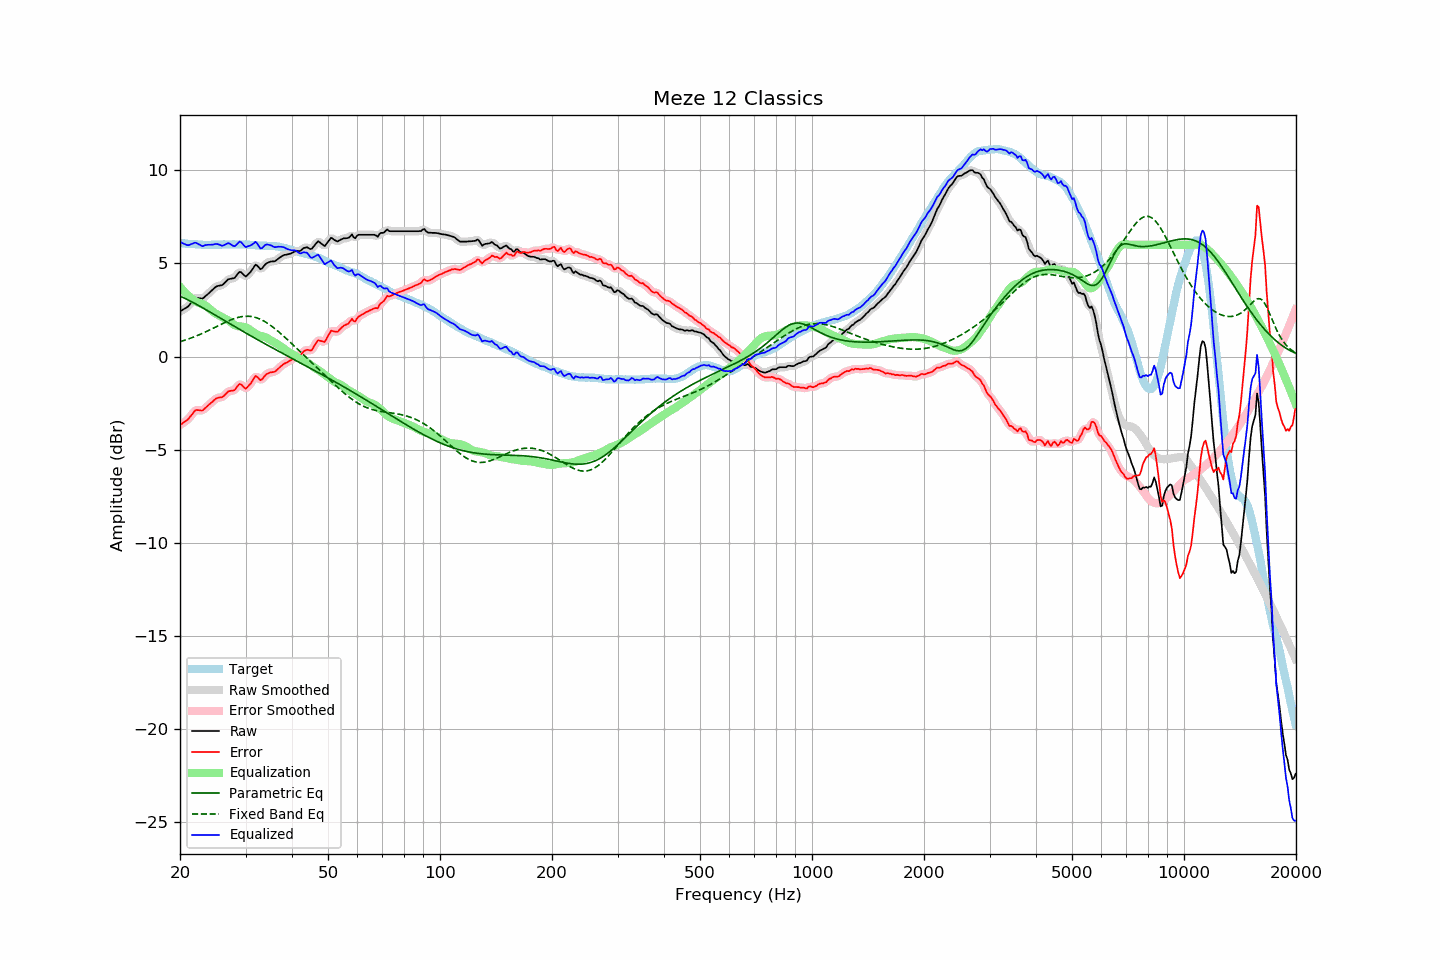 Meze 12 Classics
Amplitude (dBr)
10
5
0
−5
−10
−15
−20
−25
Target
Raw Smoothed
Error Smoothed
Raw
Error
Equalization
Parametric Eq
Fixed Band Eq
Equalized
20 50 100 200 500 1000 2000 5000 10000 20000
Frequency (Hz)